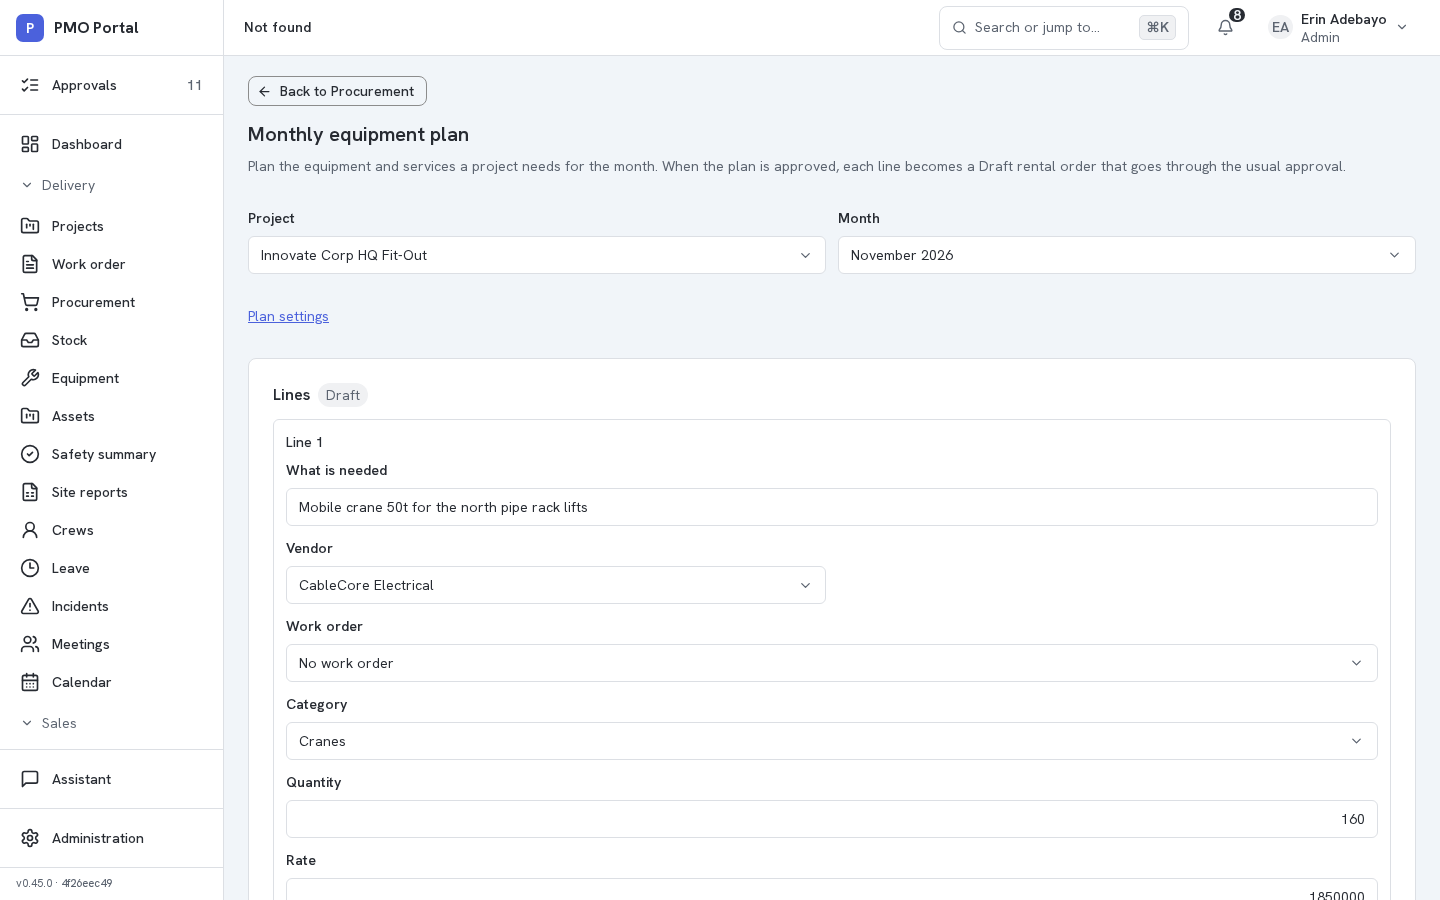 P PMO Portal
Not found
Search or jump to... ⌘K
8
EA
Erin Adebayo
Admin
Approvals 11
Dashboard
Delivery
Projects
Work order
Procurement
Stock
Equipment
Assets
Safety summary
Site reports
Crews
Leave
Incidents
Meetings
Calendar
Sales
Assistant
Administration
v0.45.0 · 4f26eec49
Back to Procurement
Monthly equipment plan
Plan the equipment and services a project needs for the month. When the plan is approved, each line becomes a Draft rental order that goes through the usual approval.
Project
Innovate Corp HQ Fit-Out
Month
November 2026
Plan settings
Lines Draft
Line 1
What is needed
Mobile crane 50t for the north pipe rack lifts
Vendor
CableCore Electrical
Work order
No work order
Category
Cranes
Quantity
160
Rate
1850000